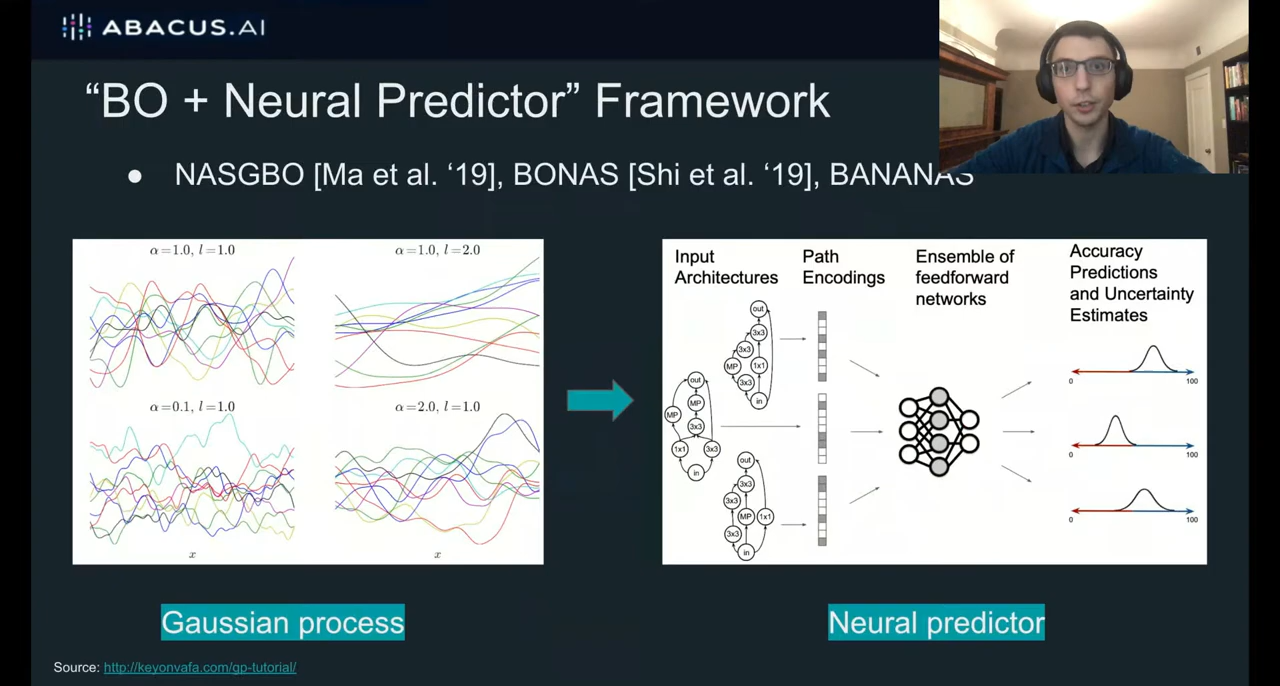 ABACUS.AI
“BO + Neural Predictor” Framework
● NASGBO [Ma et al. ‘19], BONAS [Shi et al. ‘19], BANANAS
α=1.0, l=1.0
α=1.0, l=2.0
α=0.1, l=1.0
α=2.0, l=1.0
x
x
Input
Architectures
Path
Encodings
Ensemble of
feedforward
networks
Accuracy
Predictions
and Uncertainty
Estimates
out
3x3
3x3
MP
1x1
3x3
in
out
MP
MP
3x3
1x1
3x3
in
out
3x3
3x3
MP
1x1
3x3
in
0
100
0
100
0
100
Gaussian process
Neural predictor
Source: http://keyonvafa.com/gp-tutorial/